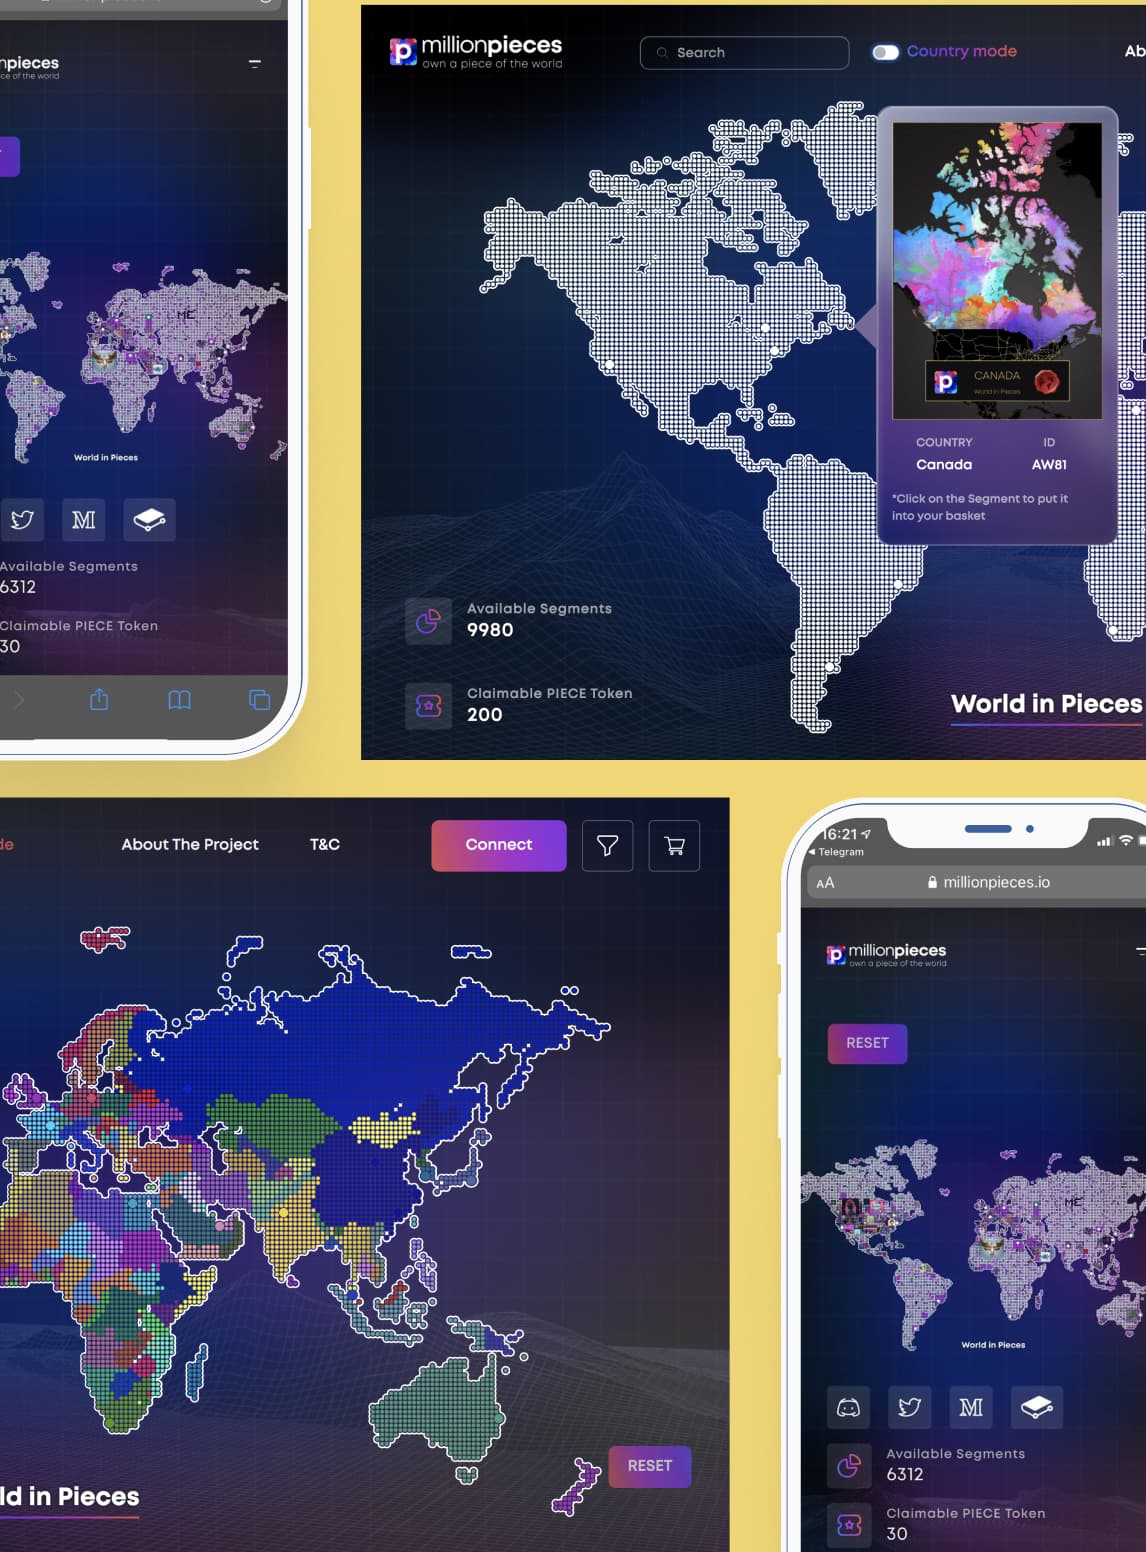 npieces
ce of the world
ME
World in Pieces
Available Segments
6312
Claimable PIECE Token
30
p
millionpieces
own a piece of the world
Search
Country mode
Ab
p
CANADA
World in Pieces
COUNTRY
ID
Canada
AW81
*Click on the Segment to put it
into your basket
Available Segments
9980
Claimable PIECE Token
200
World in Pieces
de
About The Project
T&C
Connect
RESET
ld in Pieces
16:21
Telegram
AA
millionpieces.io
p
millionpieces
own a piece of the world
RESET
ME
World in Pieces
M
Available Segments
6312
Claimable PIECE Token
30